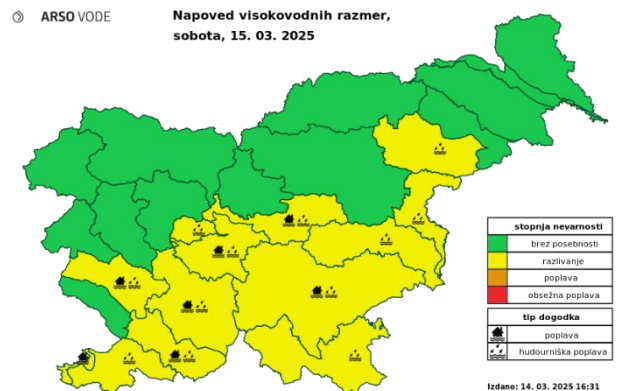 ARSO VODE
Napoved visokovodnih razmer,
sobota, 15. 03. 2025
stopnja nevarnosti
brez posebnosti
razlivanje
poplava
obsežna poplava
tip dogodka
poplava
hudourniška poplava
Izdano: 14. 03. 2025 16:31